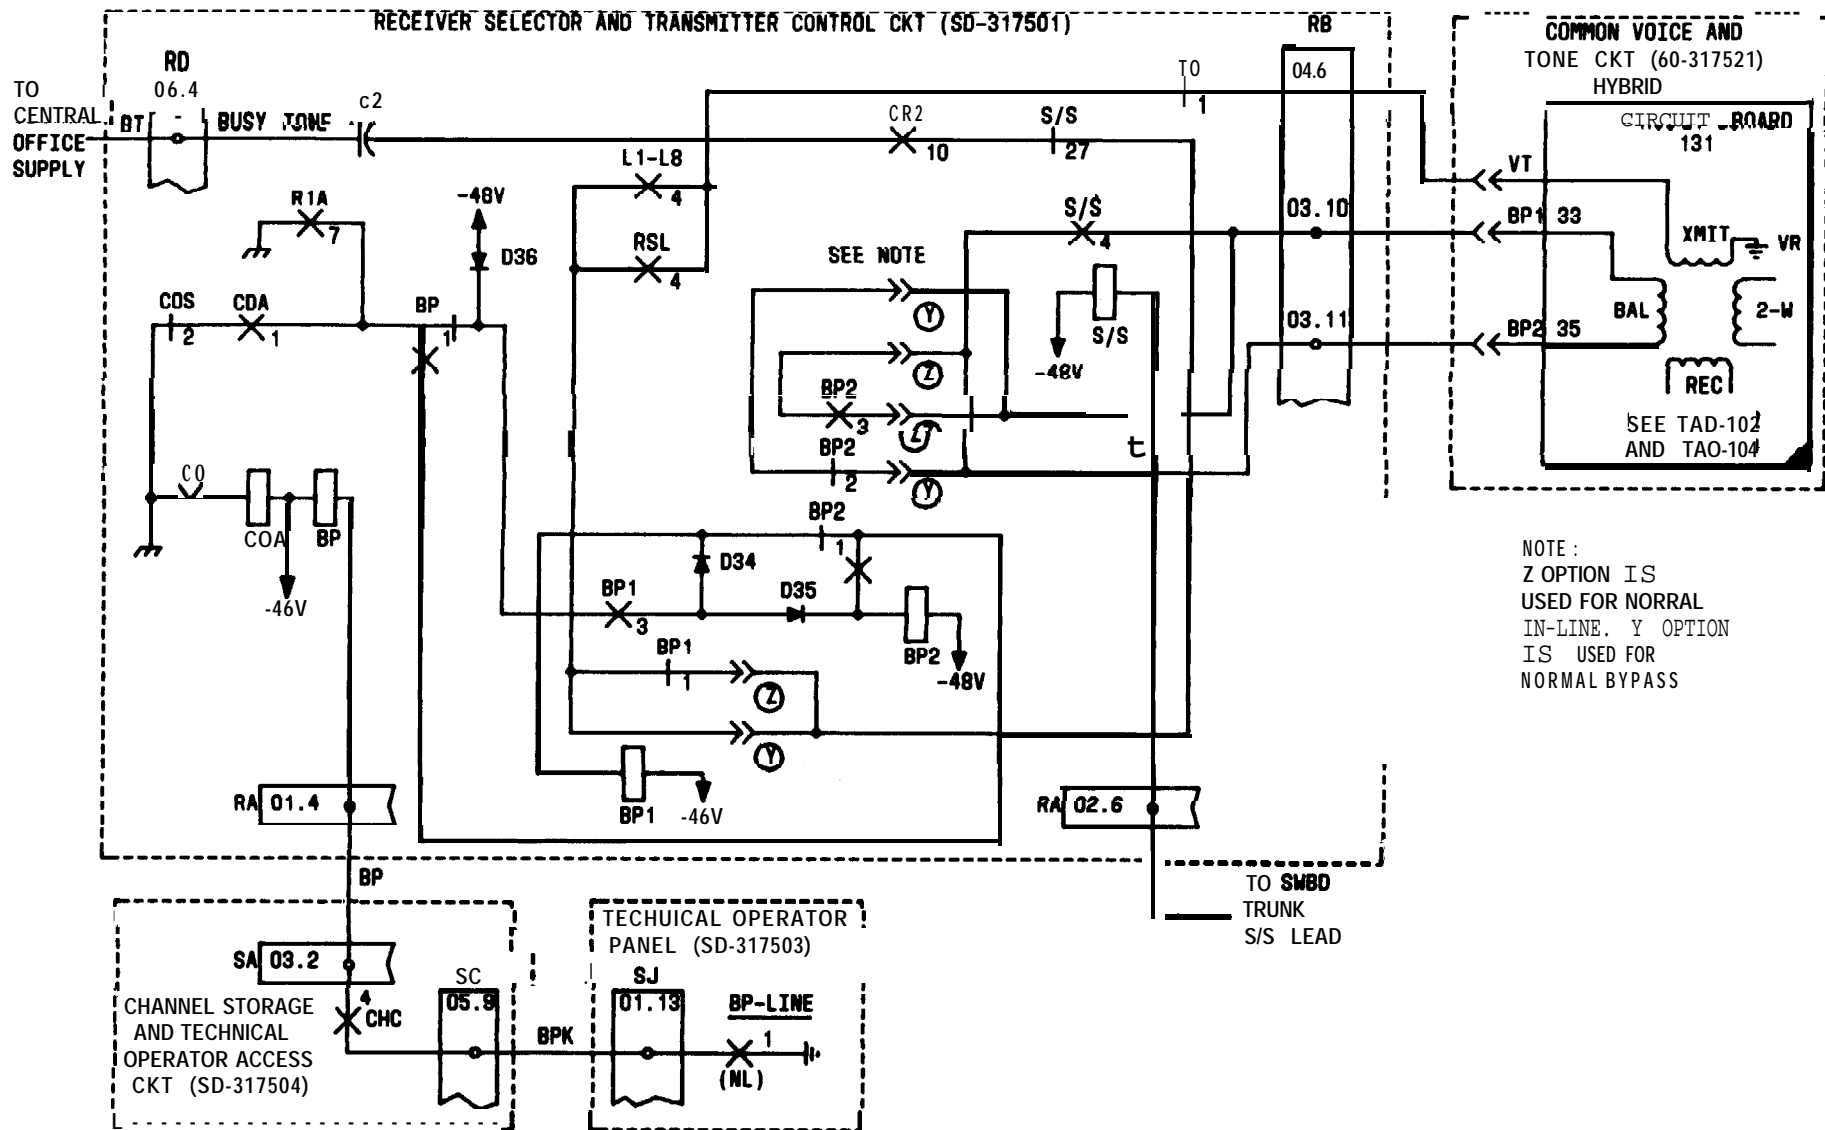 RECEIVER SELECTOR AND TRANSMITTER CONTROL CKT (SD-317501)
RB
COMMON VOICE AND
TONE CKT (60-317521)
HYBRID
RD
06.4
TO
CENTRAL
OFFICE
SUPPLY
BT
BUSY TONE
c2
CR2
10
S/S
27
TO
1
04.6
CIRCUIT BOARD
131
L1-L8
4
VT
R1A
7
-48V
D36
RSL
4
SEE NOTE
S/S
4
03.10
BP1 33
XMIT
VR
COS
2
CDA
1
BP
1
Y
S/S
-48V
03.11
BP2 35
BAL
2-W
REC
Z
BP2
3
Z
SEE TAD-102
AND TAO-104
BP2
2
Y
t
CO
COA
BP
-46V
BP2
1
D34
BP1
3
D35
BP2
-48V
NOTE :
Z OPTION IS
USED FOR NORRAL
IN-LINE. Y OPTION
IS USED FOR
NORMAL BYPASS
BP1
1
Z
Y
BP1
-46V
RA 01.4
RA 02.6
BP
TO SWBD
TRUNK
S/S LEAD
TECHUICAL OPERATOR
PANEL (SD-317503)
SA 03.2
SC
05.9
SJ
01.13
BP-LINE
1
(NL)
4
CHC
BPK
CHANNEL STORAGE
AND TECHNICAL
OPERATOR ACCESS
CKT (SD-317504)